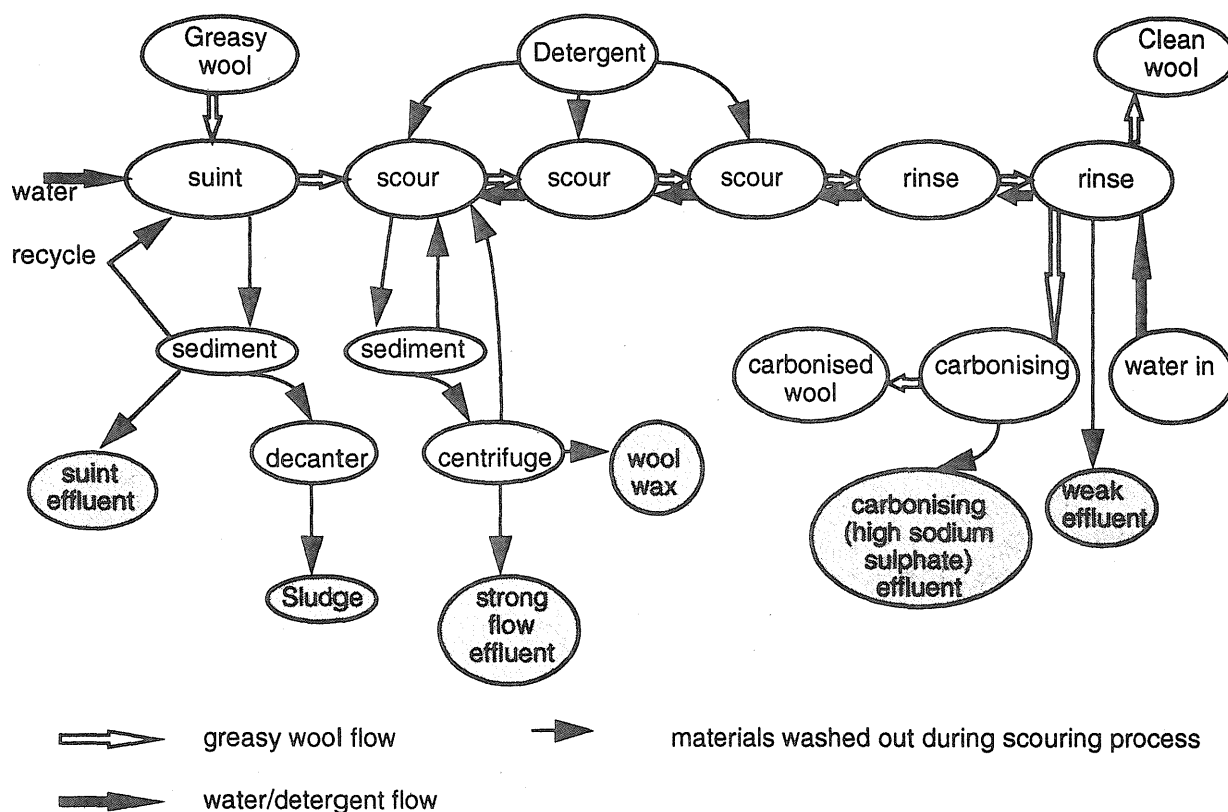 Greasy
wool
Detergent
Clean
wool
water
suint
scour
scour
scour
rinse
rinse
recycle
sediment
sediment
carbonised
wool
carbonising
water in
suint
effluent
decanter
centrifuge
wool
wax
carbonising
(high sodium
sulphate)
effluent
weak
effluent
Sludge
strong
flow
effluent
greasy wool flow
materials washed out during scouring process
water/detergent flow